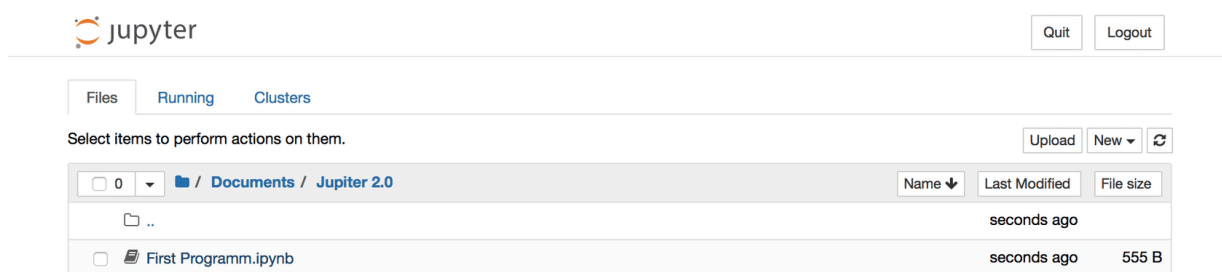 jupyter Quit Logout
Files Running Clusters
Select items to perform actions on them. Upload New
0 / Documents / Jupiter 2.0 Name Last Modified File size
.. seconds ago
First Programm.ipynb seconds ago 555 B